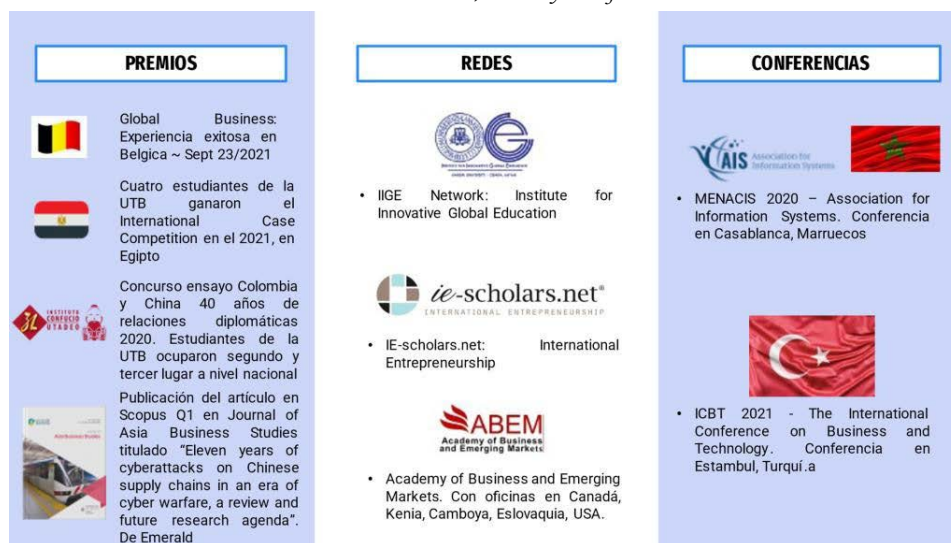 PREMIOS
Global Business:
Experiencia exitosa en
Belgica ~ Sept 23/2021
Cuatro estudiantes de la
UTB ganaron el
International Case
Competition en el 2021, en
Egipto
INSTITUTO
CONFUCIO
UTADEO
Concurso ensayo Colombia
y China 40 años de
relaciones diplomáticas
2020. Estudiantes de la
UTB ocuparon segundo y
tercer lugar a nivel nacional
Publicación del artículo en
Scopus Q1 en Journal of
Asia Business Studies
titulado “Eleven years of
cyberattacks on Chinese
supply chains in an era of
cyber warfare, a review and
future research agenda”.
De Emerald
REDES
• IIGE Network: Institute for
Innovative Global Education
ie-scholars.net®
INTERNATIONAL ENTREPRENEURSHIP
• IE-scholars.net: International
Entrepreneurship
ABEM
Academy of Business
and Emerging Markets
• Academy of Business and Emerging
Markets. Con oficinas en Canadá,
Kenia, Camboya, Eslovaquia, USA.
CONFERENCIAS
AIS Association for
Information Systems
• MENACIS 2020 – Association for
Information Systems. Conferencia
en Casablanca, Marruecos
• ICBT 2021 - The International
Conference on Business and
Technology. Conferencia en
Estambul, Turquí.a